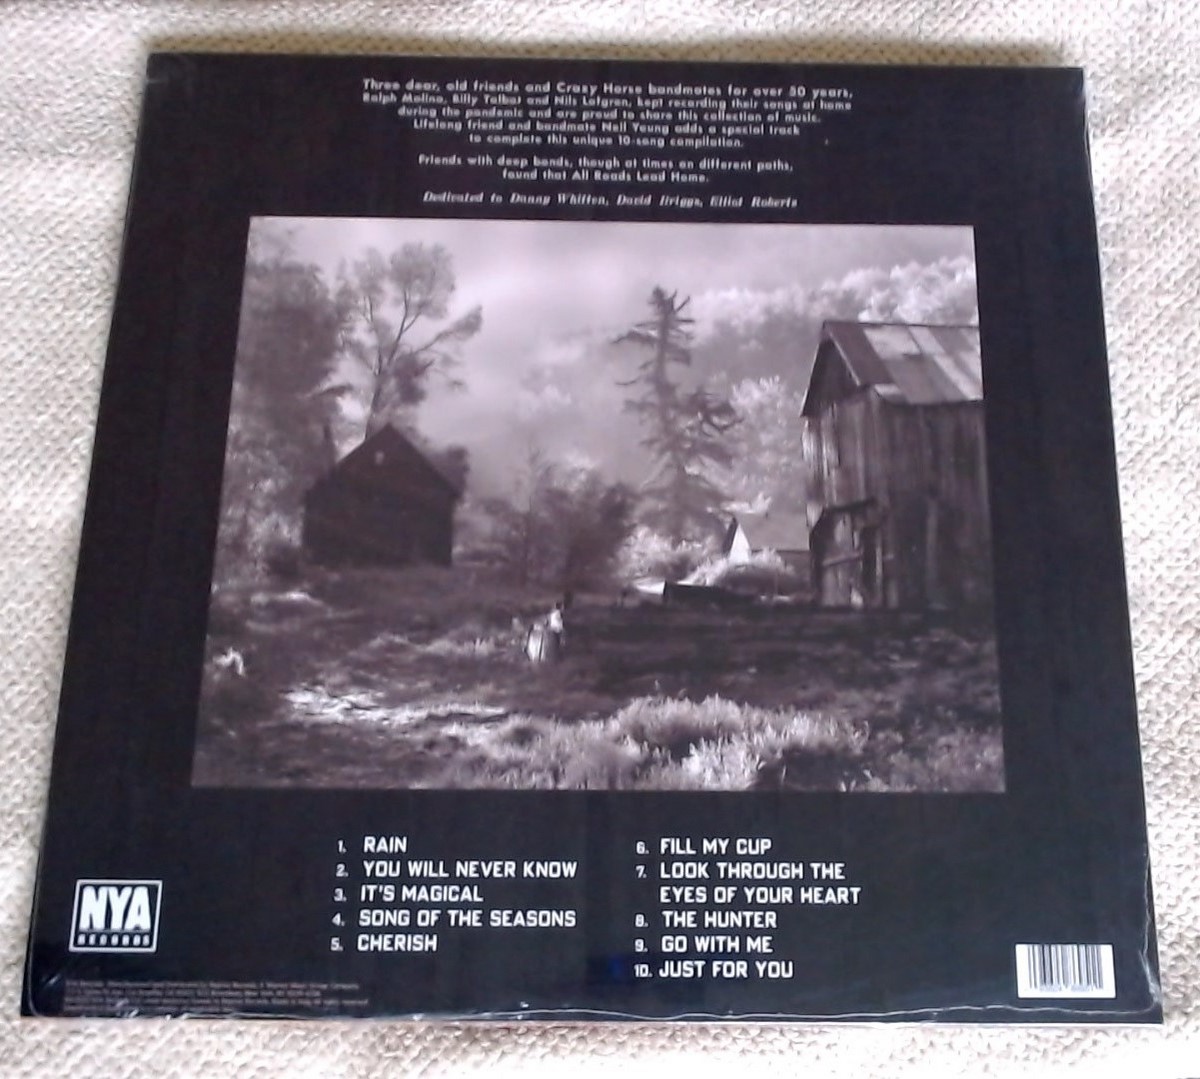 Three dear, old friends and Crazy Horse bandmates for over 50 years,
Ralph Molina, Billy Talbot and Nils Lofgren, kept recording their songs at home
during the pandemic and are proud to share this collection of music.
Lifelong friend and bandmate Neil Young adds a special track
to complete this unique 10-song compilation.
Friends with deep bonds, though at times on different paths,
found that All Roads Lead Home.
Dedicated to Danny Whitten, David Briggs, Elliot Roberts
1. RAIN
2. YOU WILL NEVER KNOW
3. IT'S MAGICAL
4. SONG OF THE SEASONS
5. CHERISH
6. FILL MY CUP
7. LOOK THROUGH THE
EYES OF YOUR HEART
8. THE HUNTER
9. GO WITH ME
10. JUST FOR YOU
NYA
RECORDS